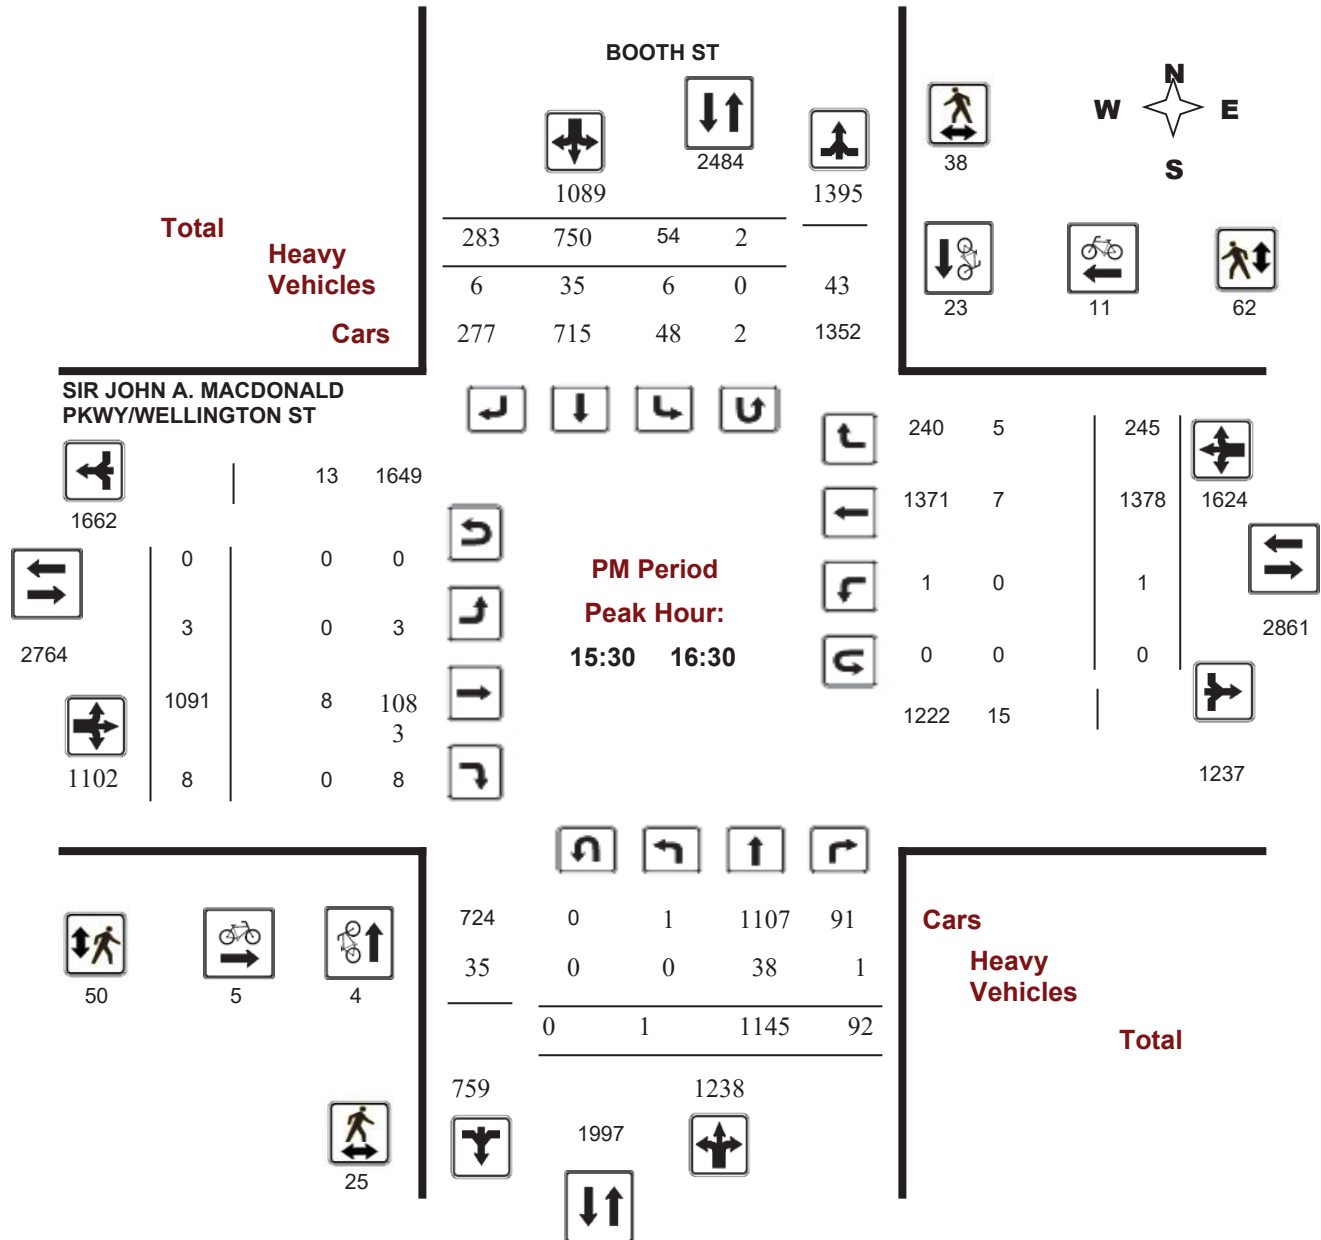 BOOTH ST
N
W E
S
2484
38
1089 1395
Total 283 750 54 2
Heavy
Vehicles 6 35 6 0 43
23 11 62
Cars 277 715 48 2 1352
SIR JOHN A. MACDONALD
PKWY/WELLINGTON ST
240 5 245
13 1649
1371 7 1378 1624
1662
0 0 0
PM Period
1 0 1
Peak Hour:
3 0 3
2861
2764
15:30 16:30
0 0 0
1091 8 108
3
1222 15
1102 8 0 8
1237
724 0 1 1107 91 Cars
35 0 0 38 1 Heavy
Vehicles
50 5 4
0 1 1145 92
Total
759 1238
1997
25